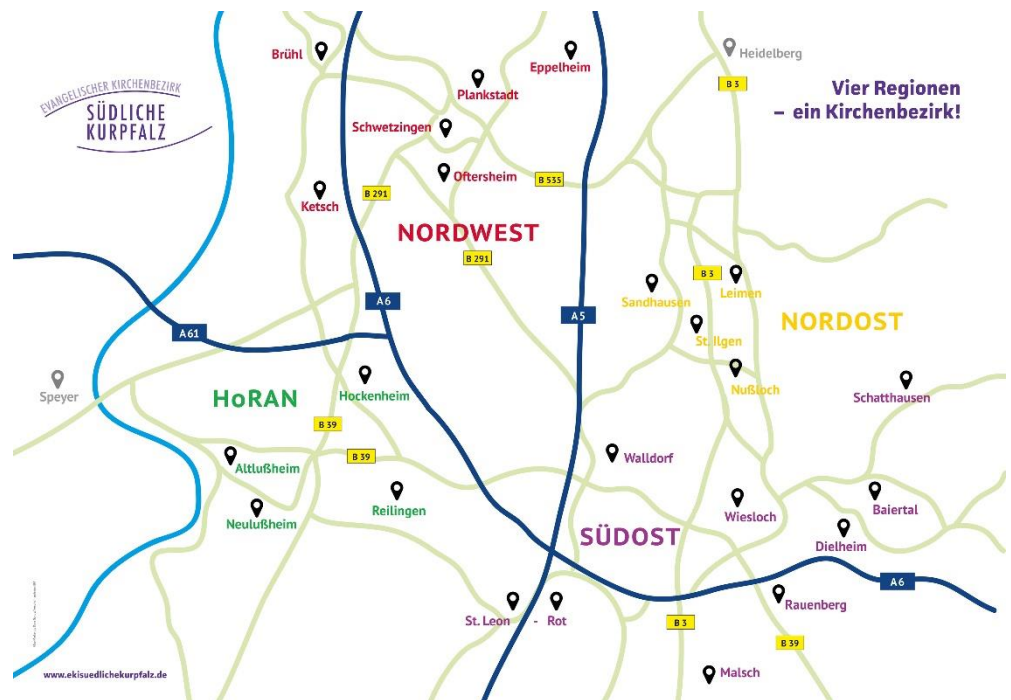 EVANGELISCHER KIRCHENBEZIRK
SÜDLICHE
KURPFALZ
Vier Regionen
– ein Kirchenbezirk!
Brühl
Eppelheim
Heidelberg
B 3
Plankstadt
Schwetzingen
Oftersheim
B 535
Ketsch
B 291
NORDWEST
B 291
B 3
Leimen
Sandhausen
A6
A5
St. Ilgen
NORDOST
A61
Nußloch
Speyer
HoRAN
Hockenheim
Schatthausen
B 39
B 39
Altlußheim
Walldorf
Neulußheim
Reilingen
Wiesloch
Baiertal
SÜDOST
Dielheim
A6
St. Leon - Rot
Rauenberg
B 3
B 39
Malsch
www.ekisuedlichekurpfalz.de